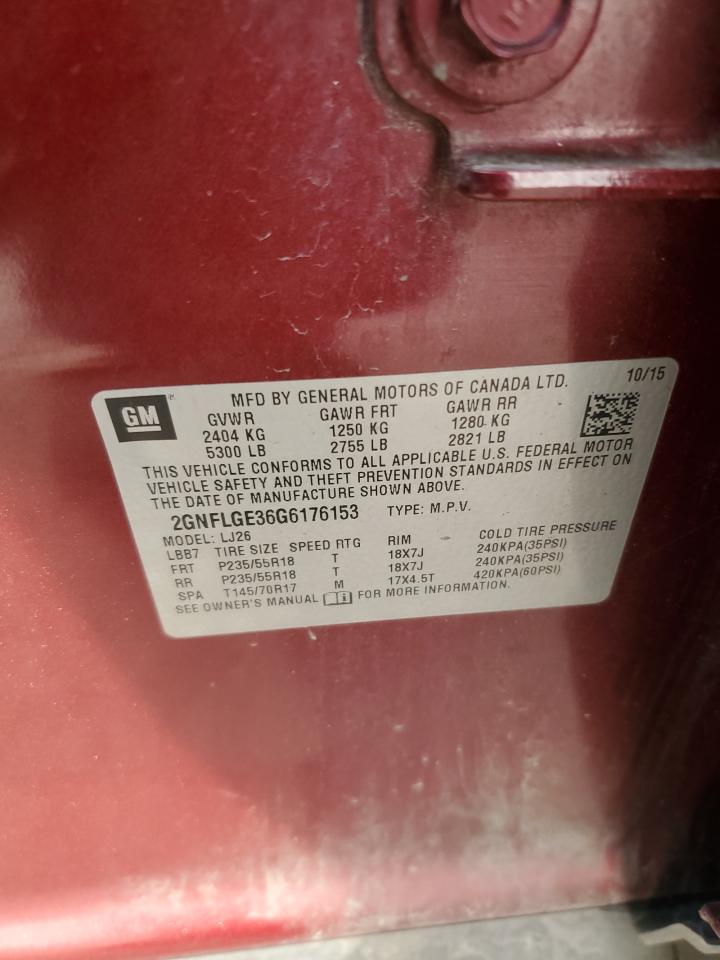 GM
MFD BY GENERAL MOTORS OF CANADA LTD. 10/15
GVWR GAWR FRT GAWR RR
2404 KG 1250 KG 1280 KG
5300 LB 2755 LB 2821 LB
THIS VEHICLE CONFORMS TO ALL APPLICABLE U.S. FEDERAL MOTOR
VEHICLE SAFETY AND THEFT PREVENTION STANDARDS IN EFFECT ON
THE DATE OF MANUFACTURE SHOWN ABOVE.
2GNFLGE36G6176153 TYPE: M.P.V.
MODEL: LJ26
LBB7 TIRE SIZE SPEED RTG RIM COLD TIRE PRESSURE
FRT P235/55R18 T 18X7J 240KPA(35PSI)
RR P235/55R18 T 18X7J 240KPA(35PSI)
SPA T145/70R17 M 17X4.5T 420KPA(60PSI)
SEE OWNER'S MANUAL i FOR MORE INFORMATION.